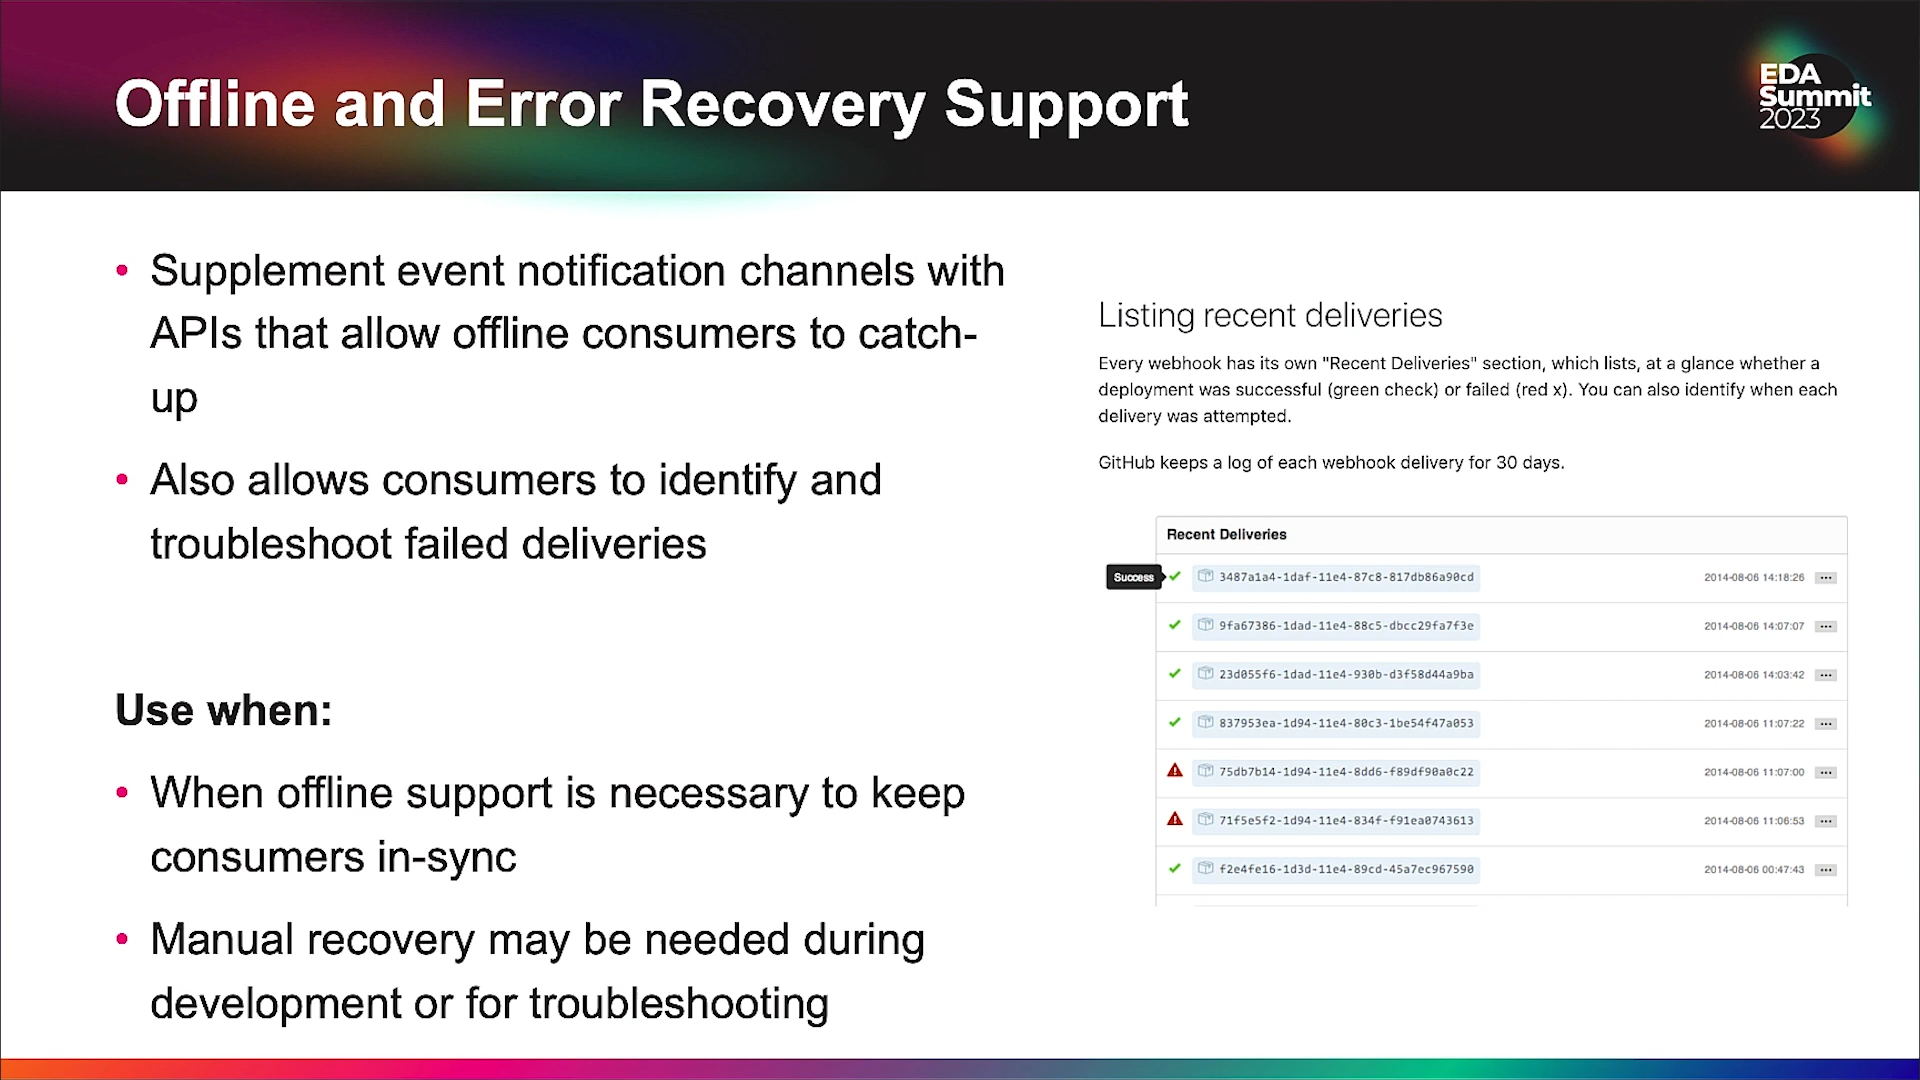 Offline and Error Recovery Support
EDA
Summit
2023
• Supplement event notification channels with
APIs that allow offline consumers to catch-
up
• Also allows consumers to identify and
troubleshoot failed deliveries
Use when:
• When offline support is necessary to keep
consumers in-sync
• Manual recovery may be needed during
development or for troubleshooting
Listing recent deliveries
Every webhook has its own "Recent Deliveries" section, which lists, at a glance whether a
deployment was successful (green check) or failed (red x). You can also identify when each
delivery was attempted.
GitHub keeps a log of each webhook delivery for 30 days.
Recent Deliveries
Success 3487a1a4-1daf-11e4-87c8-817db86a90cd 2014-08-06 14:18:26
9fa67386-1dad-11e4-88c5-dbcc29fa7f3e 2014-08-06 14:07:07
23d055f6-1dad-11e4-930b-d3f58d44a9ba 2014-08-06 14:03:42
837953ea-1d94-11e4-80c3-1be54f47a053 2014-08-06 11:07:22
75db7b14-1d94-11e4-8dd6-f89df90a0c22 2014-08-06 11:07:00
71f5e5f2-1d94-11e4-834f-f91ea0743613 2014-08-06 11:06:53
f2e4fe16-1d3d-11e4-89cd-45a7ec967590 2014-08-06 00:47:43